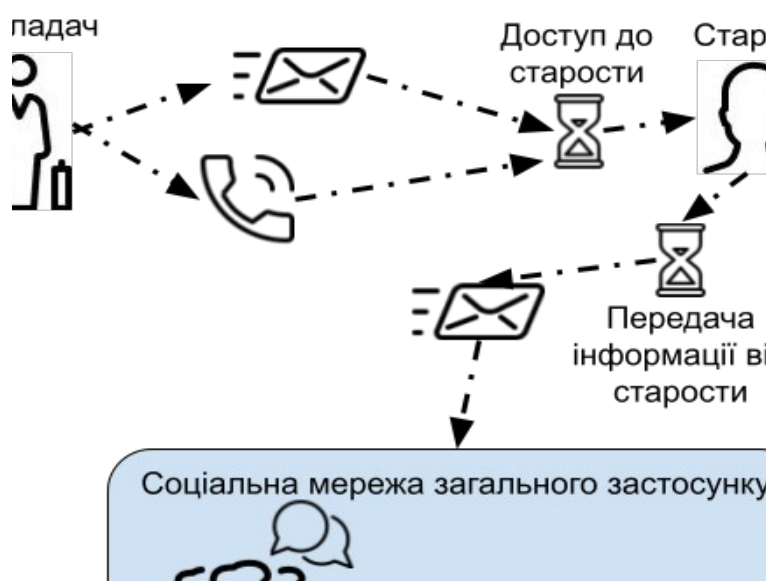 падач
Доступ до
старости
Стар
Передача
інформації ві
старости
Соціальна мережа загального застосунку